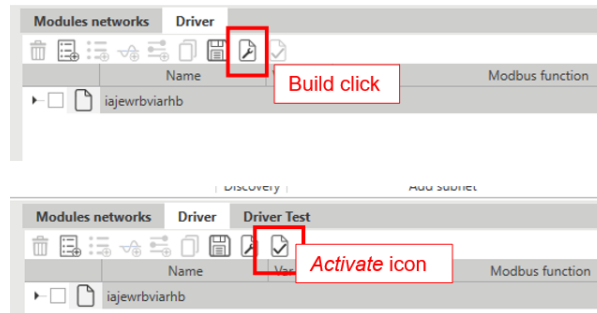 Modules networks Driver
Name
Build click
Modbus function
iajewrbviarhb
Discovery Add subnet
Modules networks Driver Driver Test
Name Var
Activate icon
Modbus function
iajewrbviarhb